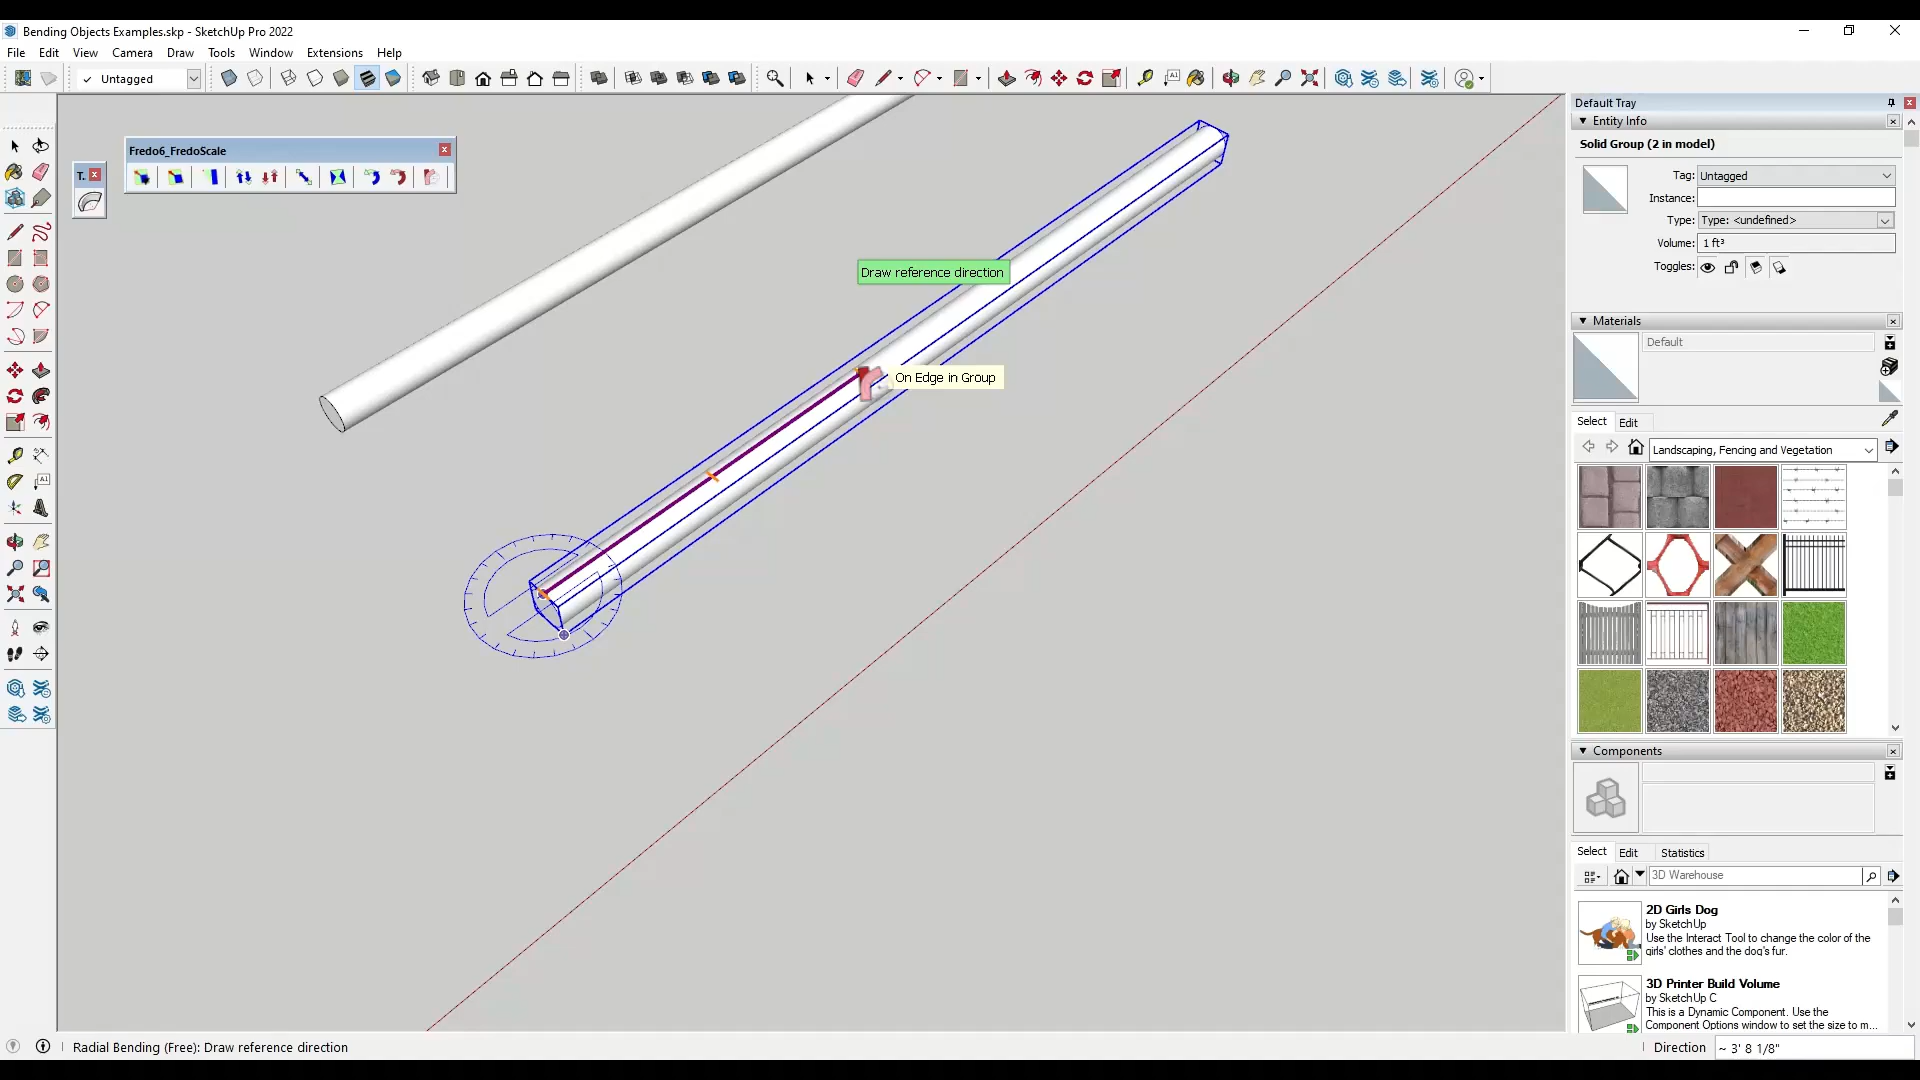 Bending Objects Examples.skp - SketchUp Pro 2022
File Edit View Camera Draw Tools Window Extensions Help
Untagged
Default Tray
Entity Info
Solid Group (2 in model)
Tag: Untagged
Instance:
Type: Type: <undefined>
Volume: 1 ft³
Toggles:
Fredo6_FredoScale
T.
Draw reference direction
On Edge in Group
Materials
Default
Select Edit
Landscaping, Fencing and Vegetation
Components
Select Edit Statistics
3D Warehouse
2D Girls Dog
by SketchUp
Use the Interact Tool to change the color of the
girls' clothes and the dog's fur.
3D Printer Build Volume
by SketchUp C
This is a Dynamic Component. Use the
Component Options window to set the size to m...
Radial Bending (Free): Draw reference direction
Direction ~ 3' 8 1/8"